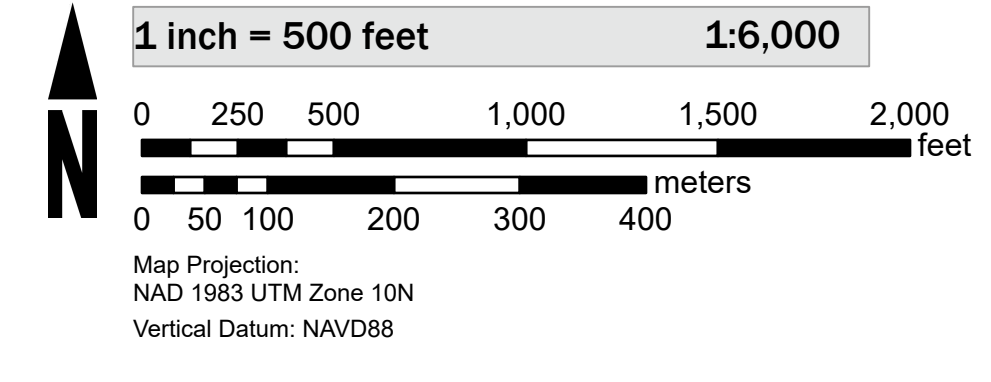 1 inch = 500 feet 1:6,000
0 250 500 1,000 1,500 2,000
feet
meters
0 50 100 200 300 400
N
Map Projection:
NAD 1983 UTM Zone 10N
Vertical Datum: NAVD88